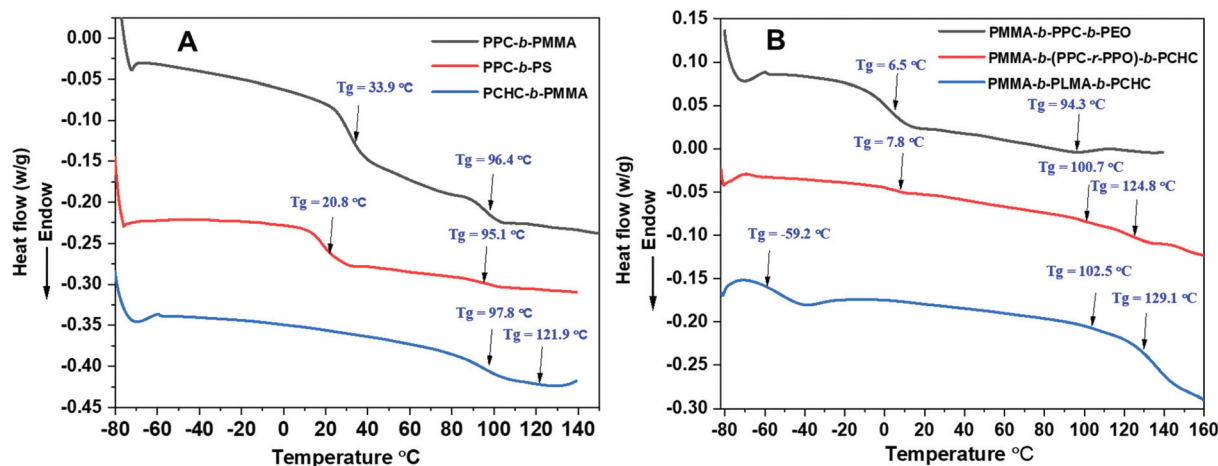 A
PPC-b-PMMA
PPC-b-PS
PCHC-b-PMMA
Tg = 33.9 °C
Tg = 96.4 °C
Tg = 20.8 °C
Tg = 95.1 °C
Tg = 97.8 °C
Tg = 121.9 °C
0.00
-0.05
-0.10
-0.15
-0.20
-0.25
-0.30
-0.35
-0.40
-0.45
Heat flow (w/g)
Endow
-80 -60 -40 -20 0 20 40 60 80 100 120 140
Temperature °C
B
PMMA-b-PPC-b-PEO
PMMA-b-(PPC-r-PPO)-b-PCHC
PMMA-b-PLMA-b-PCHC
Tg = 6.5 °C
Tg = 94.3 °C
Tg = 7.8 °C
Tg = 100.7 °C
Tg = 124.8 °C
Tg = -59.2 °C
Tg = 102.5 °C
Tg = 129.1 °C
0.15
0.10
0.05
0.00
-0.05
-0.10
-0.15
-0.20
-0.25
-0.30
Heat flow (w/g)
Endow
-80 -60 -40 -20 0 20 40 60 80 100 120 140 160
Temperature °C